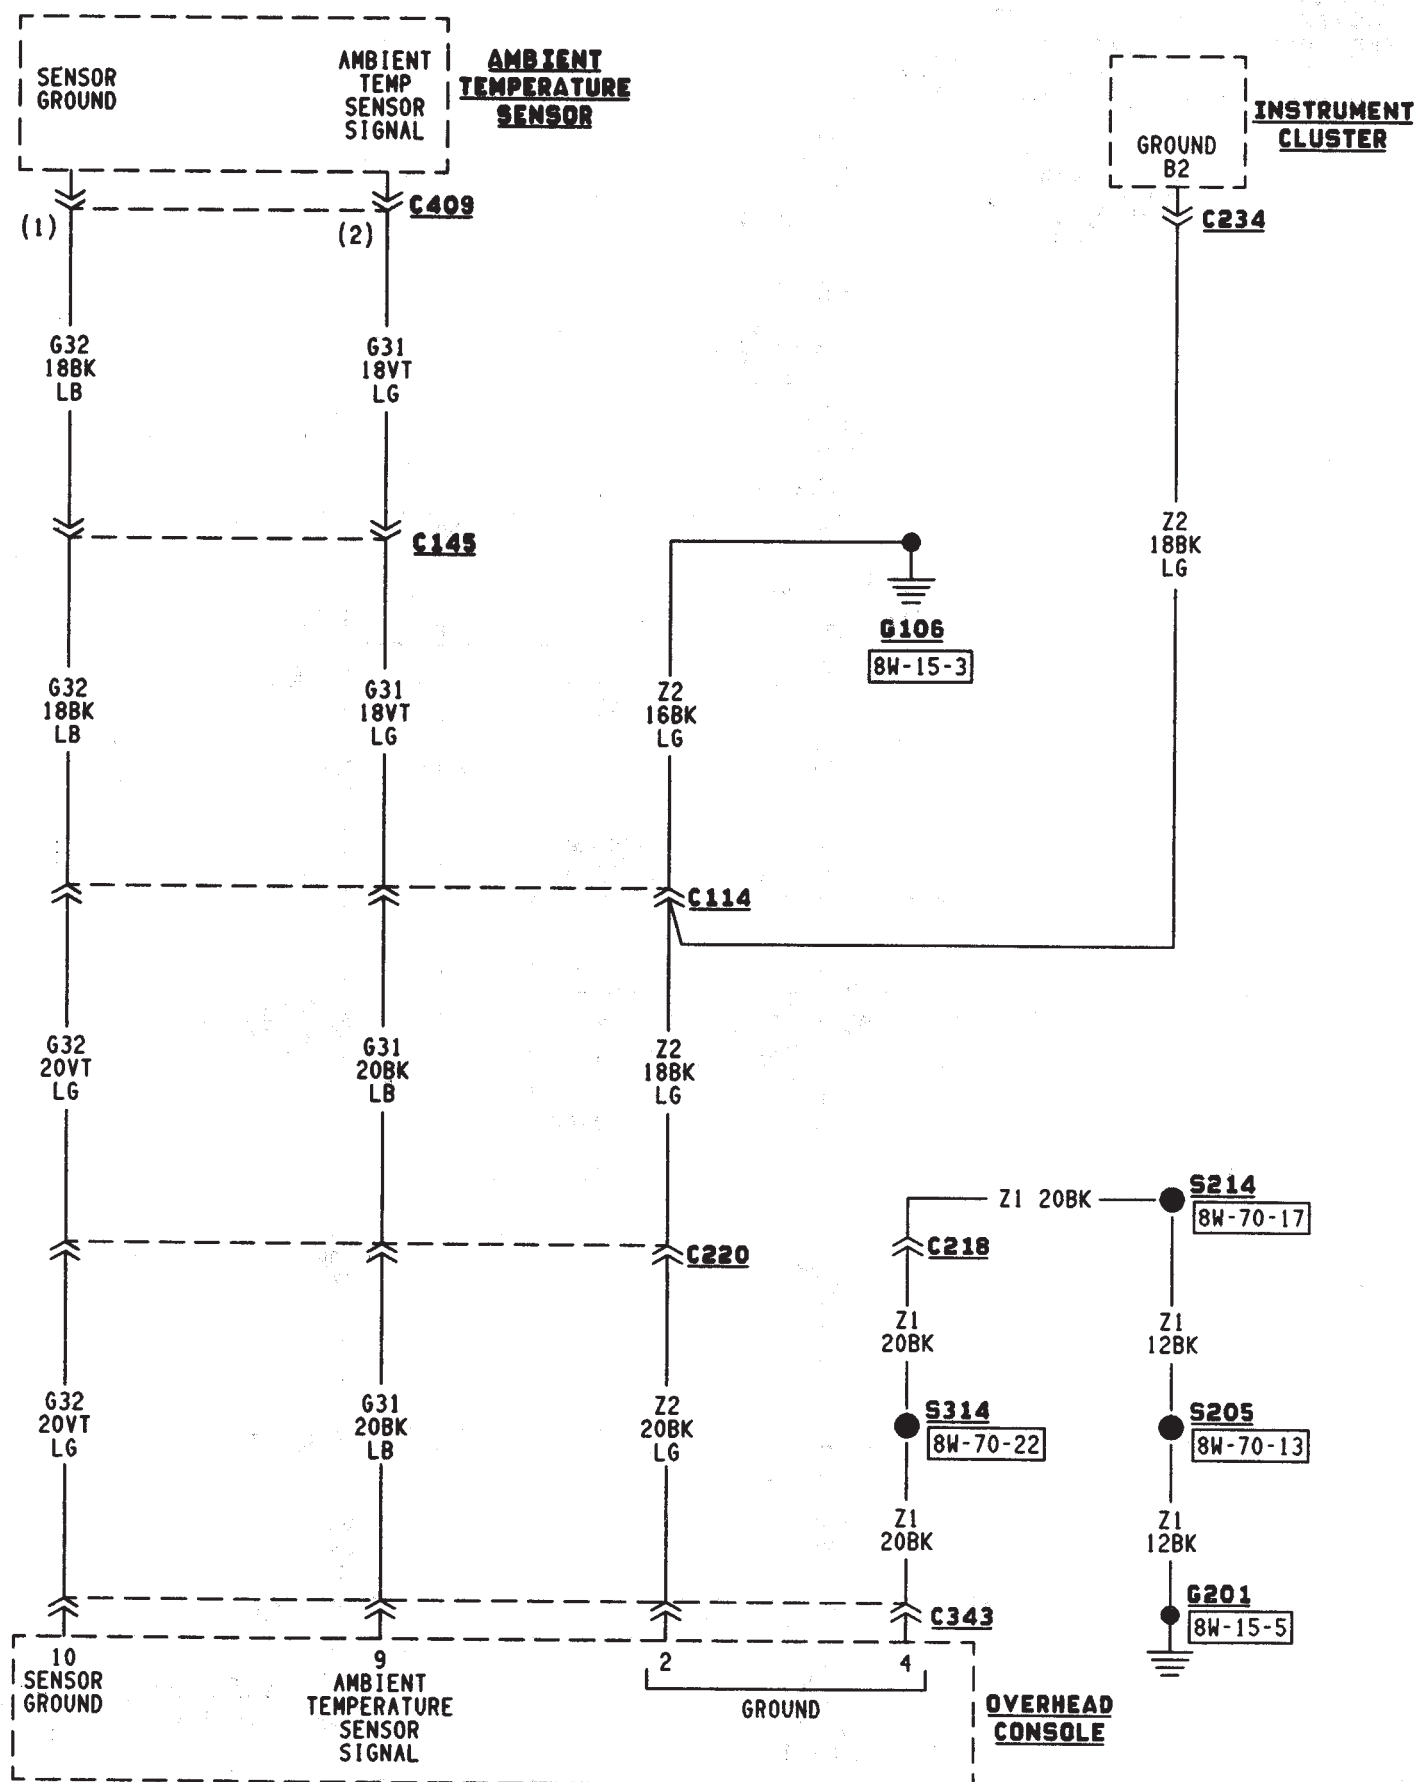 SENSOR
GROUND
AMBIENT
TEMP
SENSOR
SIGNAL
AMBIENT
TEMPERATURE
SENSOR
GROUND
B2
INSTRUMENT
CLUSTER
C409
(1)
(2)
C234
G32
18BK
LB
G31
18VT
LG
C145
Z2
18BK
LG
G106
8W-15-3
G32
18BK
LB
G31
18VT
LG
Z2
16BK
LG
C114
G32
20VT
LG
G31
20BK
LB
Z2
18BK
LG
Z1 20BK
S214
8W-70-17
C220
C218
Z1
20BK
Z1
12BK
G32
20VT
LG
G31
20BK
LB
Z2
20BK
LG
S314
8W-70-22
S205
8W-70-13
Z1
20BK
Z1
12BK
C343
G201
8W-15-5
10
SENSOR
GROUND
9
AMBIENT
TEMPERATURE
SENSOR
SIGNAL
2
4
GROUND
OVERHEAD
CONSOLE